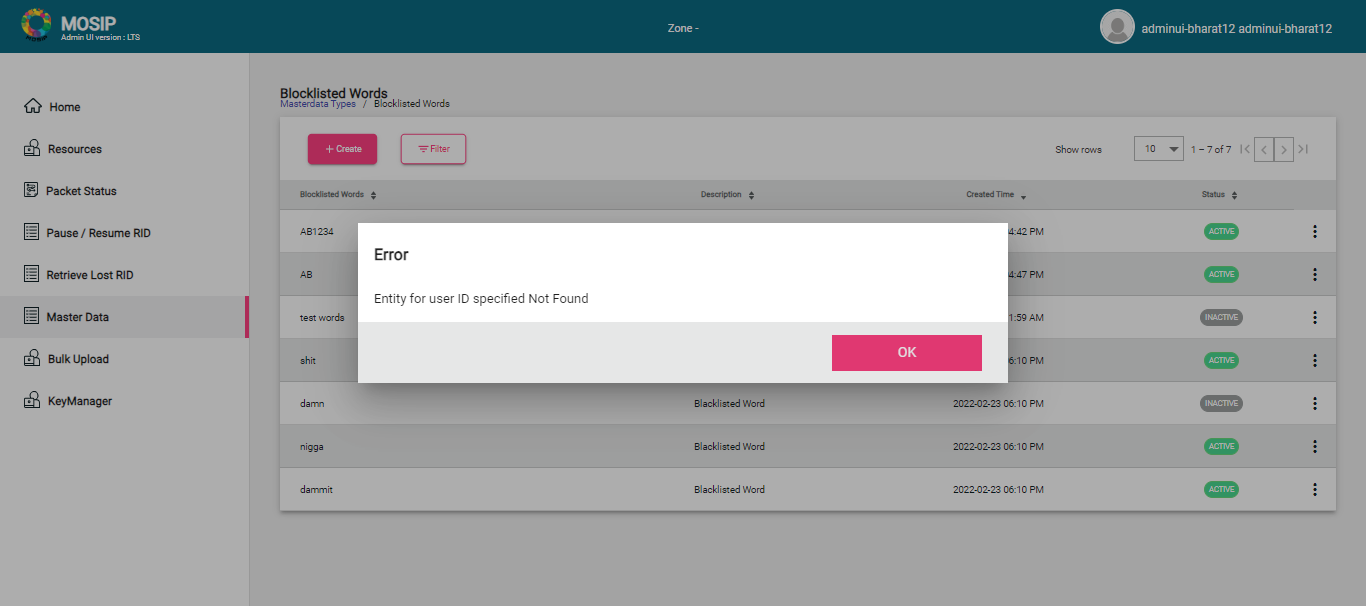 MOSIP
Admin UI version : LTS
Zone -
adminui-bharat12 adminui-bharat12
Home
Resources
Packet Status
Pause / Resume RID
Retrieve Lost RID
Master Data
Bulk Upload
KeyManager
Blocklisted Words
Masterdata Types / Blocklisted Words
+ Create
Filter
Show rows 10 1 – 7 of 7
Blocklisted Words Description Created Time Status
AB1234 4:42 PM ACTIVE
AB 4:47 PM ACTIVE
test words 1:59 AM INACTIVE
shit 6:10 PM ACTIVE
damn Blacklisted Word 2022-02-23 06:10 PM INACTIVE
nigga Blacklisted Word 2022-02-23 06:10 PM ACTIVE
dammit Blacklisted Word 2022-02-23 06:10 PM ACTIVE
Error
Entity for user ID specified Not Found
OK